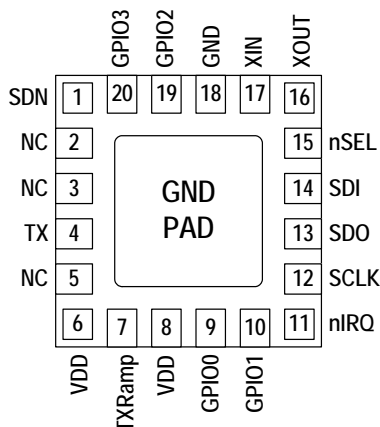 GPIO3
GPIO2
GND
XIN
XOUT
SDN 1 20 19 18 17 16
NC 2 15 nSEL
NC 3 14 SDI
GND
PAD
TX 4 13 SDO
NC 5 12 SCLK
6 7 8 9 10 11 nIRQ
VDD
TXRamp
VDD
GPIO0
GPIO1